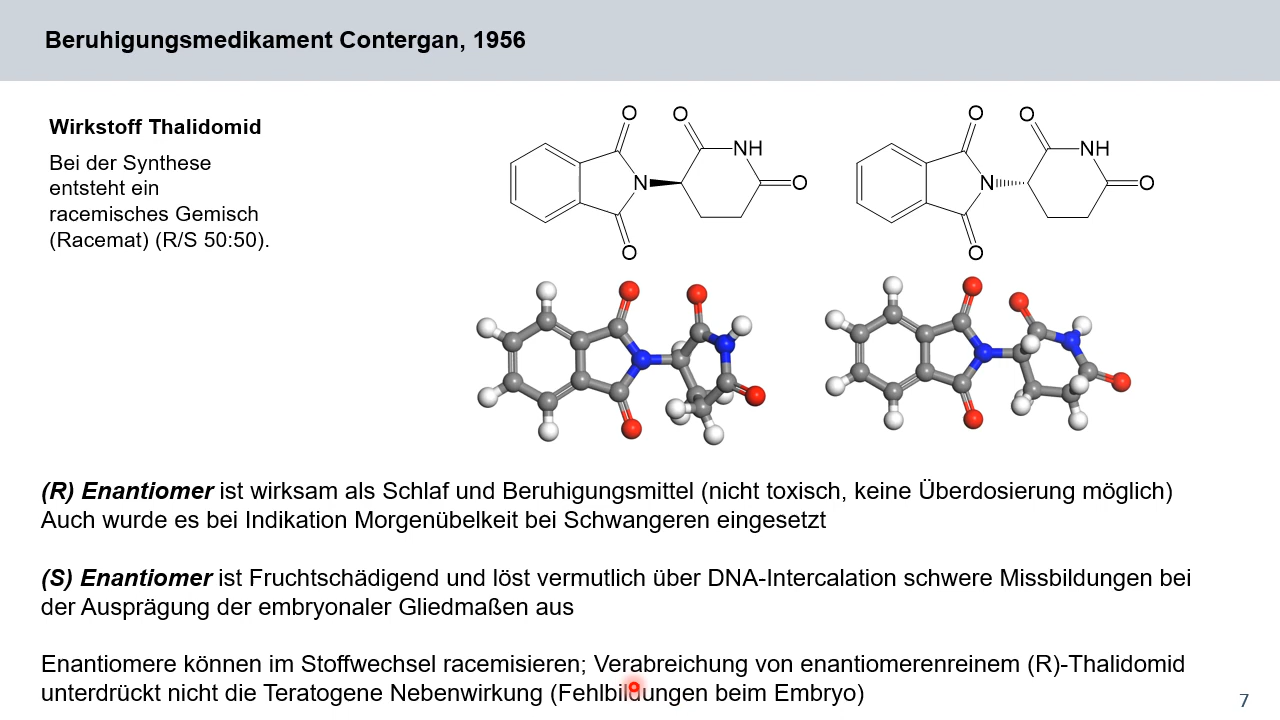 Beruhigungsmedikament Contergan, 1956
Wirkstoff Thalidomid
Bei der Synthese
entsteht ein
racemisches Gemisch
(Racemat) (R/S 50:50).
O
O
N
NH
O
O
O
O
N
NH
O
O
(R) Enantiomer ist wirksam als Schlaf und Beruhigungsmittel (nicht toxisch, keine Überdosierung möglich)
Auch wurde es bei Indikation Morgenübelkeit bei Schwangeren eingesetzt
(S) Enantiomer ist Fruchtschädigend und löst vermutlich über DNA-Intercalation schwere Missbildungen bei
der Ausprägung der embryonaler Gliedmaßen aus
Enantiomere können im Stoffwechsel racemisieren; Verabreichung von enantiomerenreinem (R)-Thalidomid
unterdrückt nicht die Teratogene Nebenwirkung (Fehlbildungen beim Embryo)
7